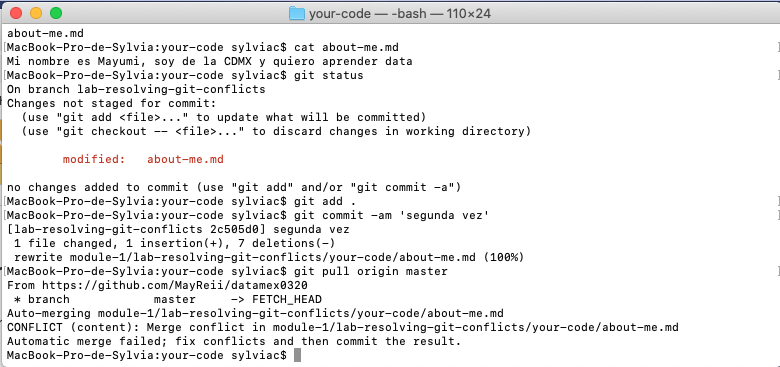 your-code — -bash — 110×24
about-me.md
[MacBook-Pro-de-Sylvia:your-code sylviac$ cat about-me.md ]
Mi nombre es Mayumi, soy de la CDMX y quiero aprender data
[MacBook-Pro-de-Sylvia:your-code sylviac$ git status ]
On branch lab-resolving-git-conflicts
Changes not staged for commit:
  (use "git add <file>..." to update what will be committed)
  (use "git checkout -- <file>..." to discard changes in working directory)
modified:   about-me.md
no changes added to commit (use "git add" and/or "git commit -a")
[MacBook-Pro-de-Sylvia:your-code sylviac$ git add . ]
[MacBook-Pro-de-Sylvia:your-code sylviac$ git commit -am 'segunda vez' ]
[lab-resolving-git-conflicts 2c505d0] segunda vez
 1 file changed, 1 insertion(+), 7 deletions(-)
 rewrite module-1/lab-resolving-git-conflicts/your-code/about-me.md (100%)
[MacBook-Pro-de-Sylvia:your-code sylviac$ git pull origin master ]
From https://github.com/MayReii/datamex0320
 * branch            master     -> FETCH_HEAD
Auto-merging module-1/lab-resolving-git-conflicts/your-code/about-me.md
CONFLICT (content): Merge conflict in module-1/lab-resolving-git-conflicts/your-code/about-me.md
Automatic merge failed; fix conflicts and then commit the result.
MacBook-Pro-de-Sylvia:your-code sylviac$